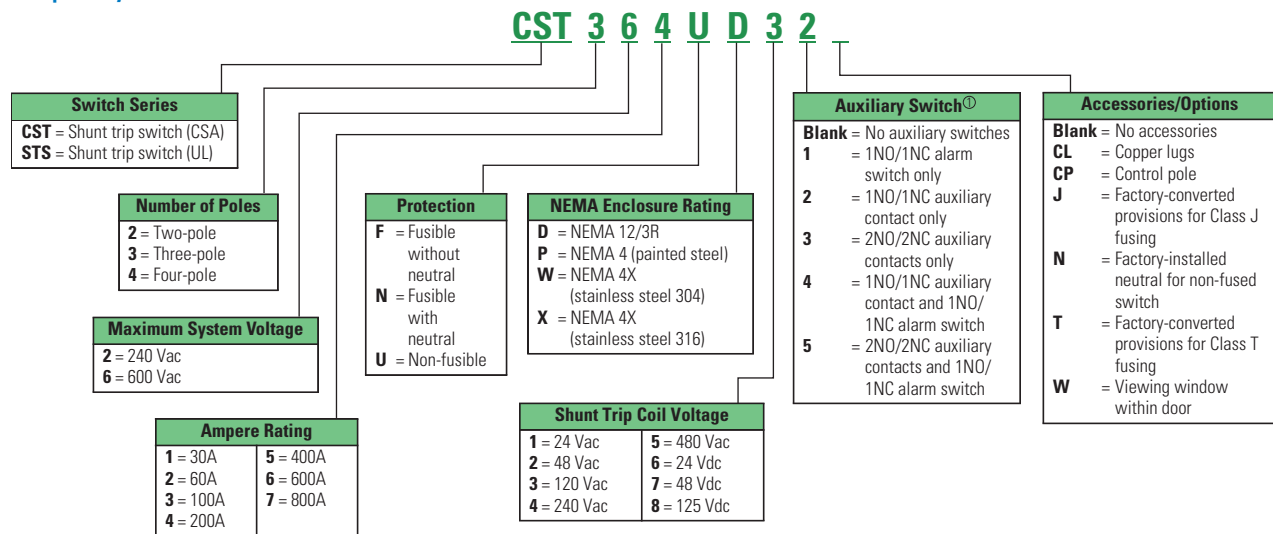 CST 3 6 4 U D 3 2 _
Switch Series
CST = Shunt trip switch (CSA)
STS = Shunt trip switch (UL)
Number of Poles
2 = Two-pole
3 = Three-pole
4 = Four-pole
Maximum System Voltage
2 = 240 Vac
6 = 600 Vac
Ampere Rating
1 = 30A
2 = 60A
3 = 100A
4 = 200A
5 = 400A
6 = 600A
7 = 800A
Protection
F = Fusible
without
neutral
N = Fusible
with
neutral
U = Non-fusible
NEMA Enclosure Rating
D = NEMA 12/3R
P = NEMA 4 (painted steel)
W = NEMA 4X
(stainless steel 304)
X = NEMA 4X
(stainless steel 316)
Shunt Trip Coil Voltage
1 = 24 Vac
2 = 48 Vac
3 = 120 Vac
4 = 240 Vac
5 = 480 Vac
6 = 24 Vdc
7 = 48 Vdc
8 = 125 Vdc
Auxiliary Switch①
Blank = No auxiliary switches
1 = 1NO/1NC alarm
switch only
2 = 1NO/1NC auxiliary
contact only
3 = 2NO/2NC auxiliary
contacts only
4 = 1NO/1NC auxiliary
contact and 1NO/
1NC alarm switch
5 = 2NO/2NC auxiliary
contacts and 1NO/
1NC alarm switch
Accessories/Options
Blank = No accessories
CL = Copper lugs
CP = Control pole
J = Factory-converted
provisions for Class J
fusing
N = Factory-installed
neutral for non-fused
switch
T = Factory-converted
provisions for Class T
fusing
W = Viewing window
within door